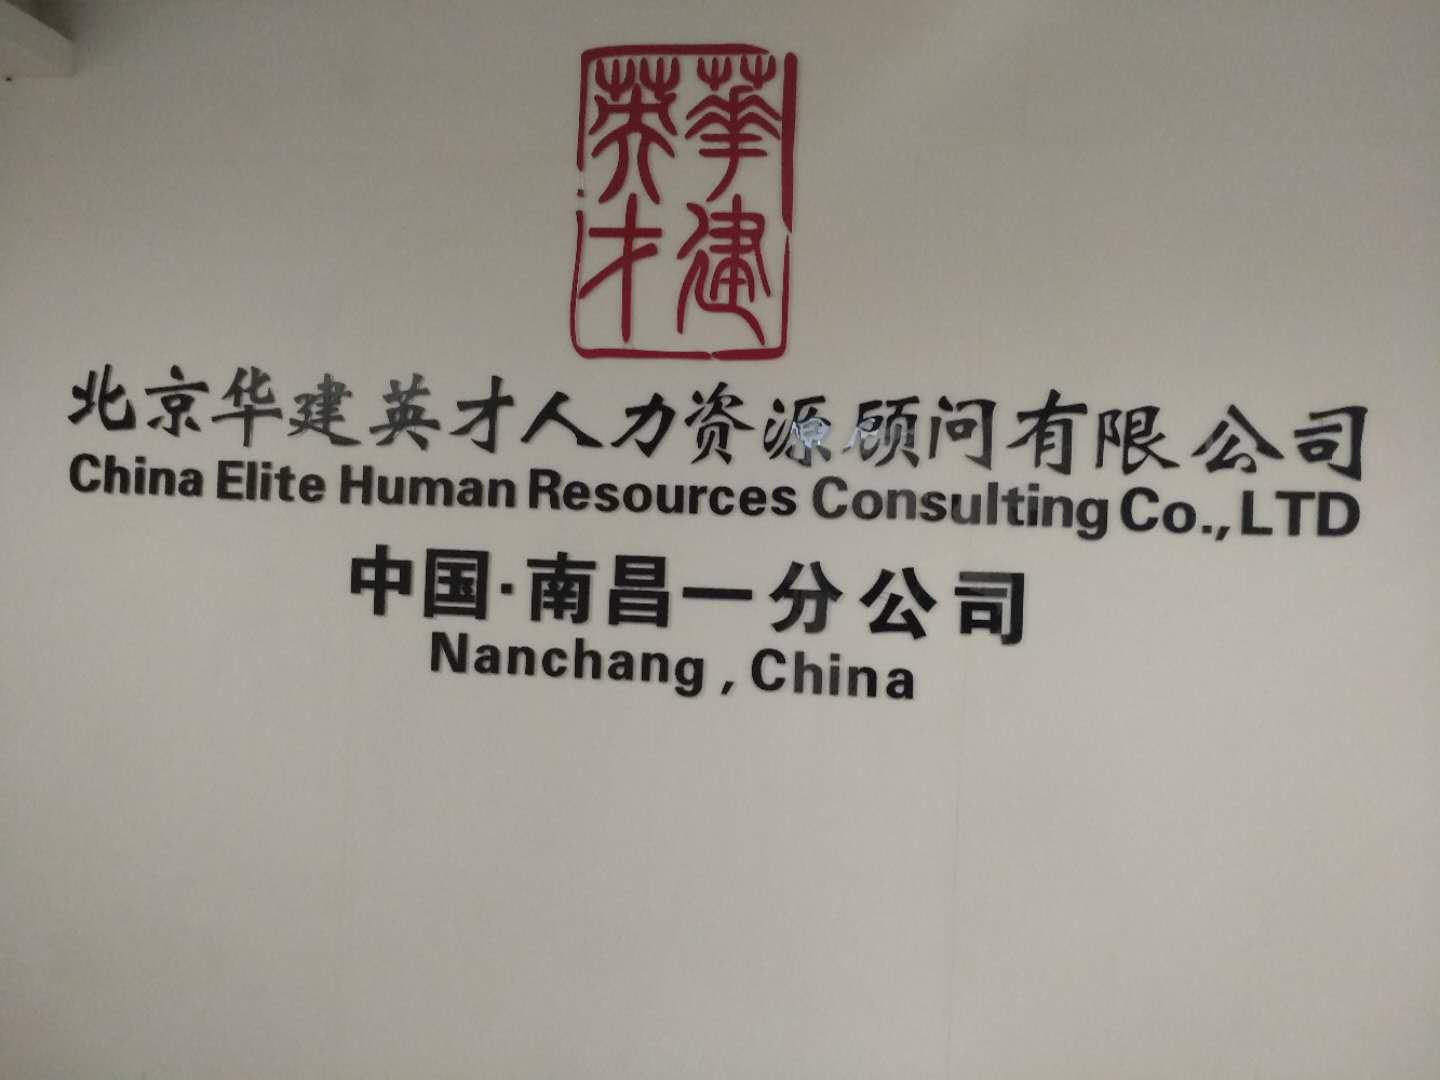 華建
英才
北京华建英才人力资源顾问有限公司
China Elite Human Resources Consulting Co.,LTD
中国·南昌一分公司
Nanchang, China